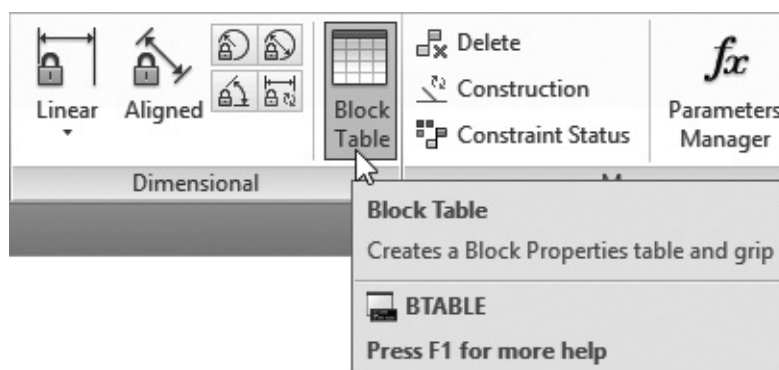 Linear
Aligned
Block
Table
Delete
Construction
Constraint Status
fx
Parameters
Manager
Dimensional
Block Table
Creates a Block Properties table and grip
BTABLE
Press F1 for more help